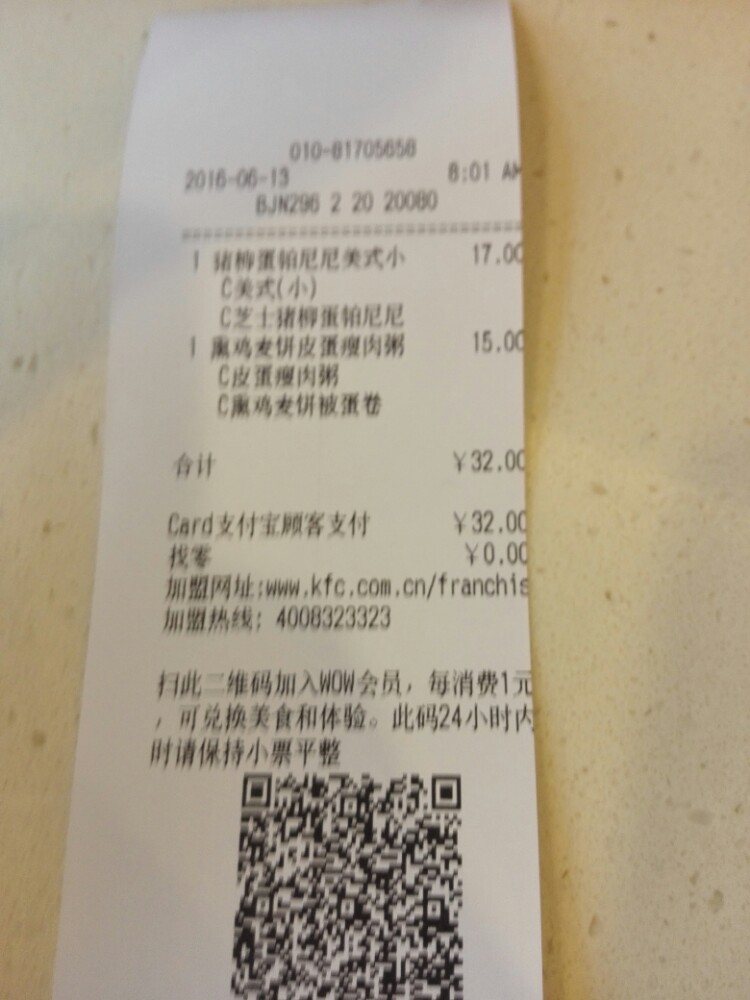 010-81705658
2016-06-13 8:01 AM
BJN296 2 20 20080
1 猪柳蛋铂尼尼美式小 17.00
C美式(小)
C芝士猪柳蛋铂尼尼
1 熏鸡麦饼皮蛋瘦肉粥 15.00
C皮蛋瘦肉粥
C熏鸡麦饼被蛋卷
合计 ¥32.00
Card支付宝顾客支付 ¥32.00
找零 ¥0.00
加盟网址:www.kfc.com.cn/franchis
加盟热线: 4008323323
扫此二维码加入WOW会员，每消费1元
，可兑换美食和体验。此码24小时内
时请保持小票平整